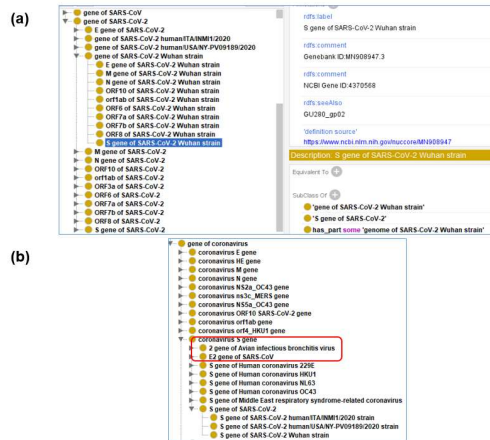 (a)
gene of SARS-CoV
gene of SARS-CoV-2
E gene of SARS-CoV-2
gene of SARS-CoV-2 human/ITA/INMI1/2020
gene of SARS-CoV-2 human/USA/NY-PV09189/2020
gene of SARS-CoV-2 Wuhan strain
E gene of SARS-CoV-2 Wuhan strain
M gene of SARS-CoV-2 Wuhan strain
N gene of SARS-CoV-2 Wuhan strain
ORF10 of SARS-CoV-2 Wuhan strain
orf1ab of SARS-CoV-2 Wuhan strain
ORF6 of SARS-CoV-2 Wuhan strain
ORF7a of SARS-CoV-2 Wuhan strain
ORF7b of SARS-CoV-2 Wuhan strain
ORF8 of SARS-CoV-2 Wuhan strain
S gene of SARS-CoV-2 Wuhan strain
M gene of SARS-CoV-2
N gene of SARS-CoV-2
ORF10 of SARS-CoV-2
orf1ab of SARS-CoV-2
ORF3a of SARS-CoV-2
ORF6 of SARS-CoV-2
ORF7a of SARS-CoV-2
ORF7b of SARS-CoV-2
ORF8 of SARS-CoV-2
S gene of SARS-CoV-2
rdfs:label
S gene of SARS-CoV-2 Wuhan strain
rdfs:comment
Genebank ID:MN908947.3
rdfs:comment
NCBI Gene ID:4370568
rdfs:seeAlso
GU280_gp02
'definition source'
https://www.ncbi.nlm.nih.gov/nuccore/MN908947
Description: S gene of SARS-CoV-2 Wuhan strain
Equivalent To
SubClass Of
'gene of SARS-CoV-2 Wuhan strain'
'S gene of SARS-CoV-2'
has_part some 'genome of SARS-CoV-2 Wuhan strain'
(b)
gene of coronavirus
coronavirus E gene
coronavirus HE gene
coronavirus M gene
coronavirus N gene
coronavirus NS2a_OC43 gene
coronavirus ns3c_MERS gene
coronavirus NS5a_OC43 gene
coronavirus ORF10 SARS-CoV-2 gene
coronavirus orf1ab gene
coronavirus orf4_HKU1 gene
coronavirus S gene
2 gene of Avian infectious bronchitis virus
E2 gene of SARS-CoV
S gene of Human coronavirus 229E
S gene of Human coronavirus HKU1
S gene of Human coronavirus NL63
S gene of Human coronavirus OC43
S gene of Middle East respiratory syndrome-related coronavirus
S gene of SARS-CoV-2
S gene of SARS-CoV-2 human/ITA/INMI1/2020 strain
S gene of SARS-CoV-2 human/USA/NY-PV09189/2020 strain
S gene of SARS-CoV-2 Wuhan strain